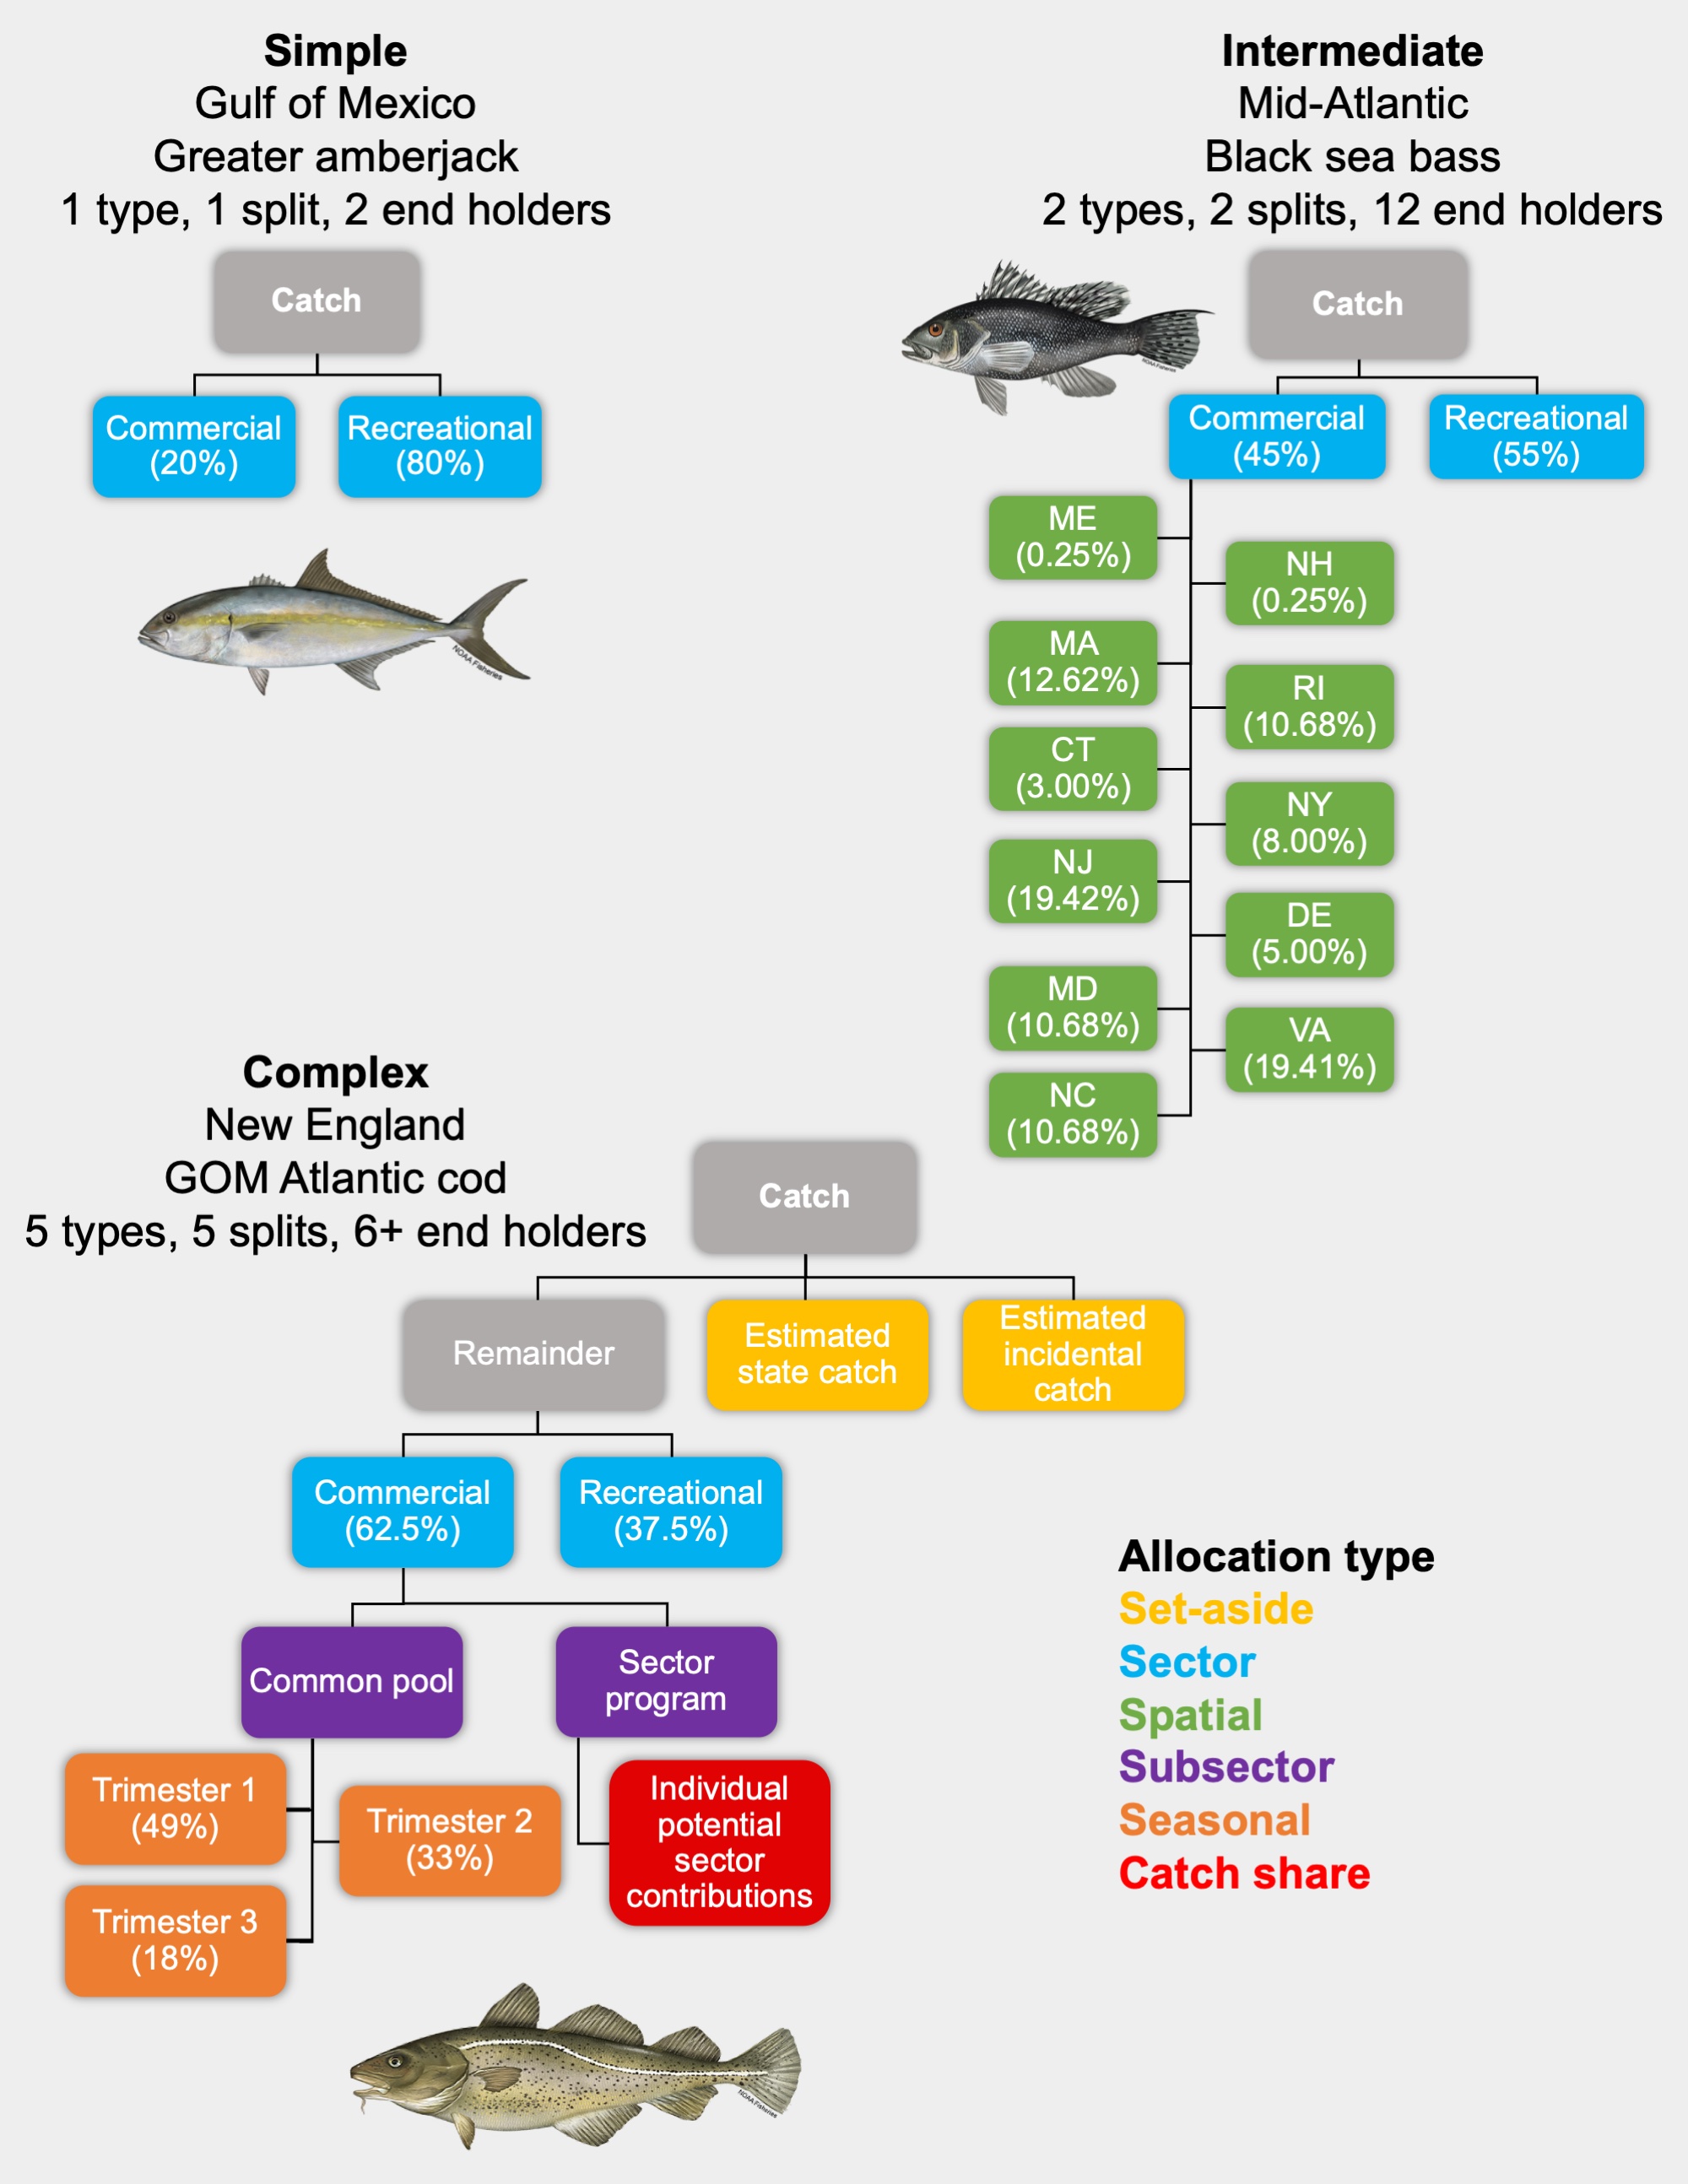 Simple
Gulf of Mexico
Greater amberjack
1 type, 1 split, 2 end holders
Catch
Commercial
(20%)
Recreational
(80%)
NOAA Fisheries
Intermediate
Mid-Atlantic
Black sea bass
2 types, 2 splits, 12 end holders
Catch
NOAA Fisheries
Commercial
(45%)
Recreational
(55%)
ME
(0.25%)
NH
(0.25%)
MA
(12.62%)
RI
(10.68%)
CT
(3.00%)
NY
(8.00%)
NJ
(19.42%)
DE
(5.00%)
MD
(10.68%)
VA
(19.41%)
NC
(10.68%)
Complex
New England
GOM Atlantic cod
5 types, 5 splits, 6+ end holders
Catch
Remainder
Estimated
state catch
Estimated
incidental
catch
Commercial
(62.5%)
Recreational
(37.5%)
Common pool
Sector
program
Trimester 1
(49%)
Trimester 2
(33%)
Trimester 3
(18%)
Individual
potential
sector
contributions
NOAA Fisheries
Allocation type
Set-aside
Sector
Spatial
Subsector
Seasonal
Catch share